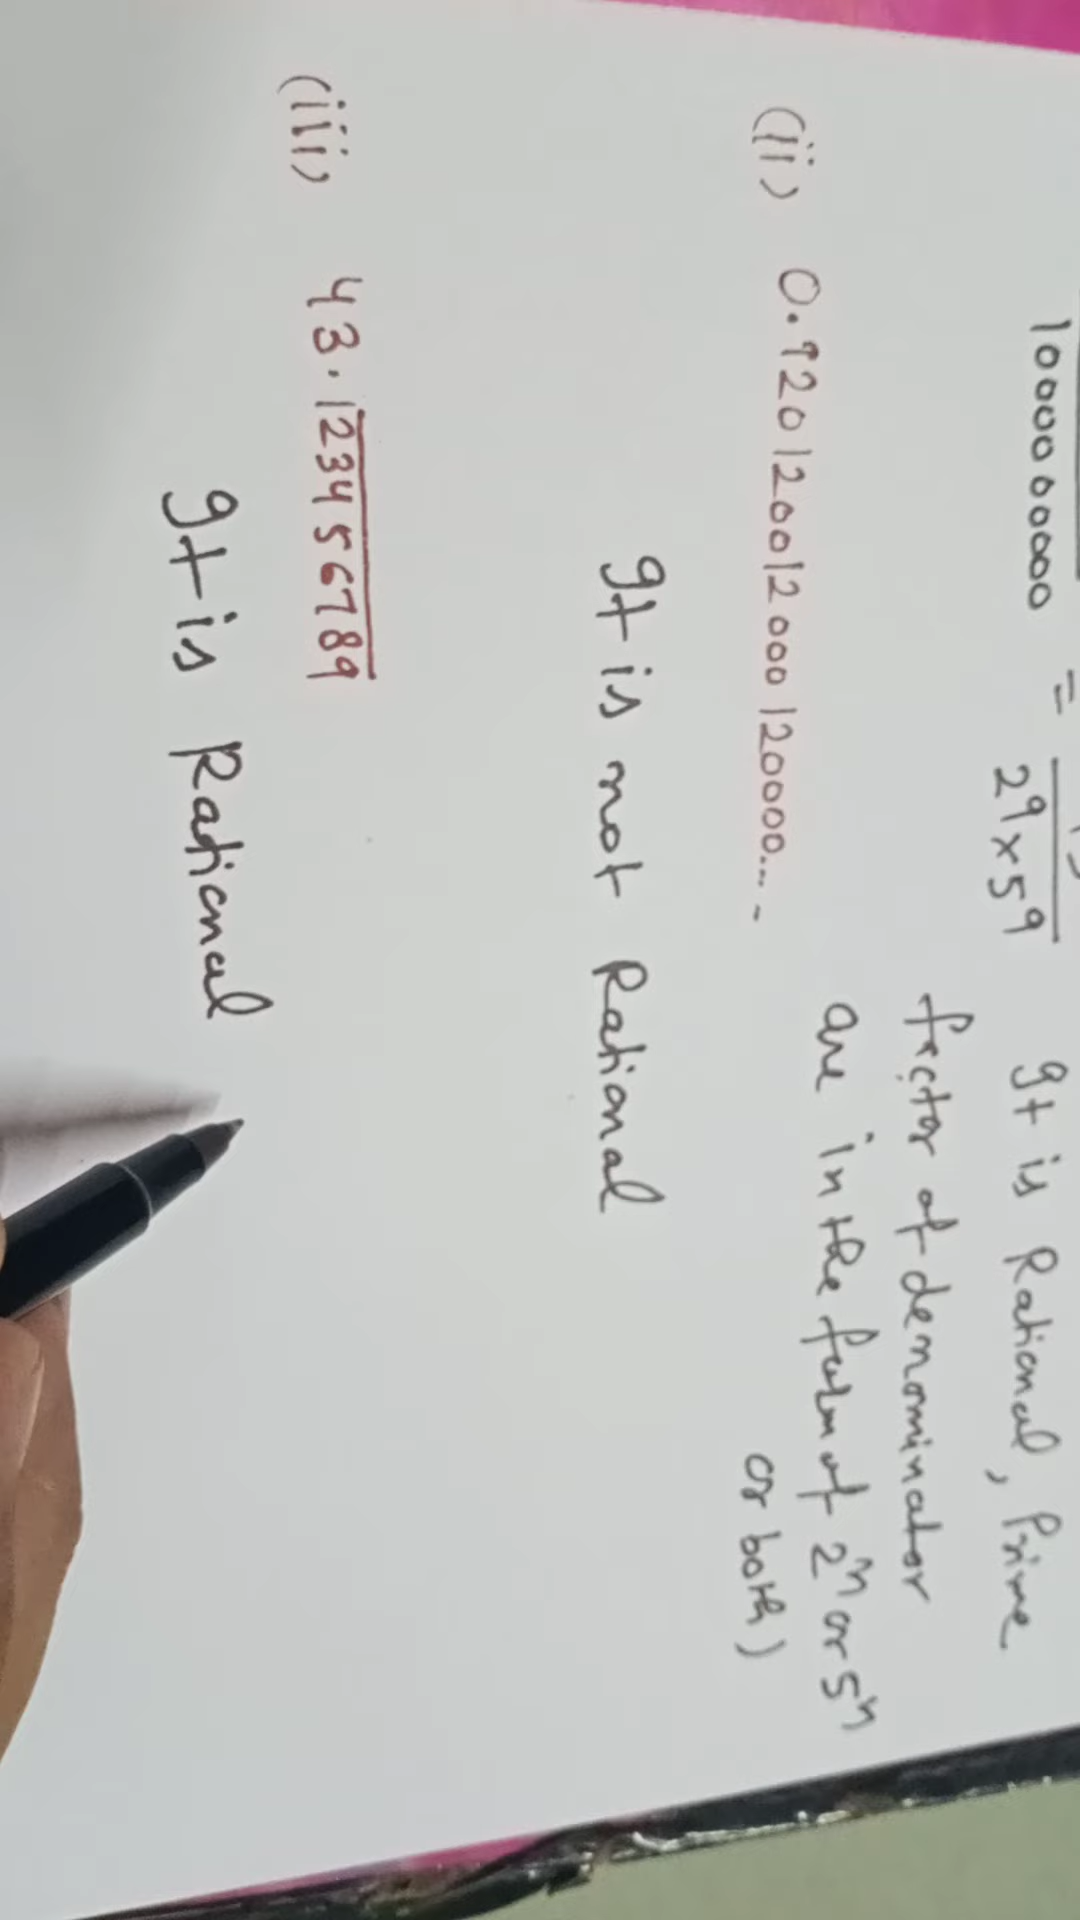 1000000000 = 2⁹×5⁹ It is Rational, Prime
factor of denominator
are in the form of 2ⁿ or 5ⁿ
or both)
(ii) 0.120120012000120000....
It is not Rational
(iii) 43.123456789
It is Rational